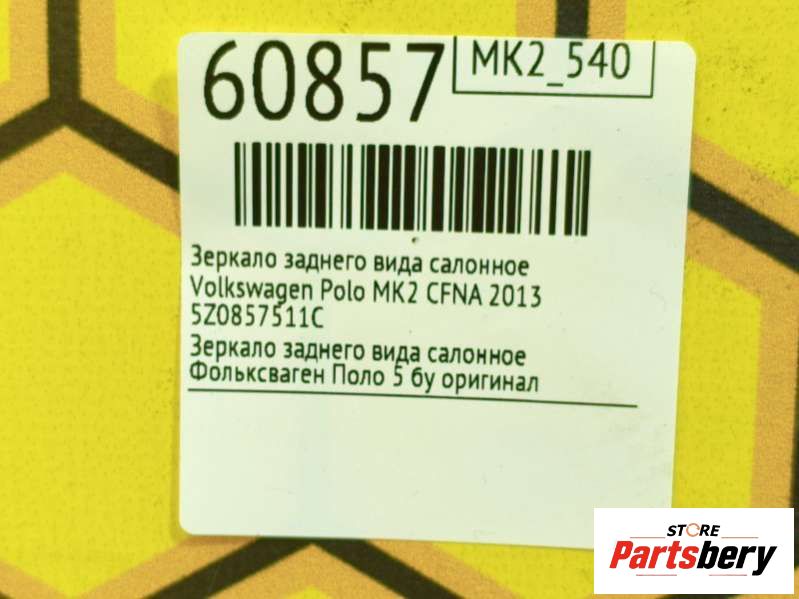 60857
MK2_540
Зеркало заднего вида салонное
Volkswagen Polo MK2 CFNA 2013
5Z0857511C
Зеркало заднего вида салонное
Фольксваген Поло 5 бу оригинал
STORE
Partsbery